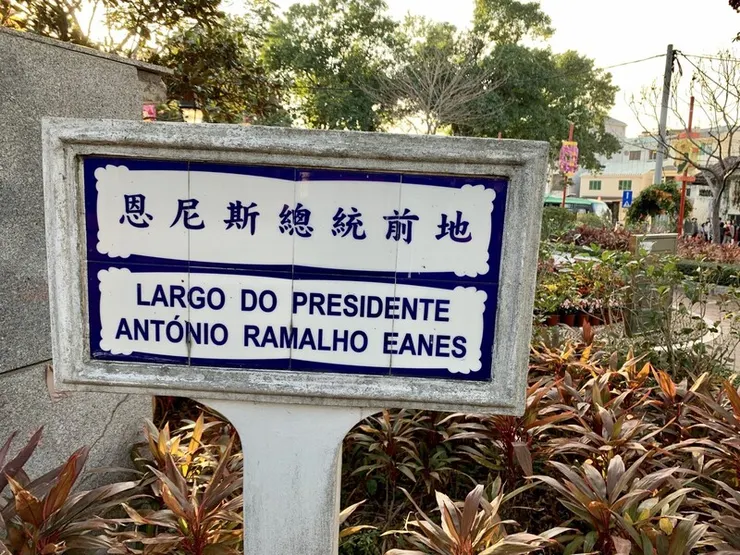 恩尼斯總統前地
LARGO DO PRESIDENTE
ANTÓNIO RAMALHO EANES